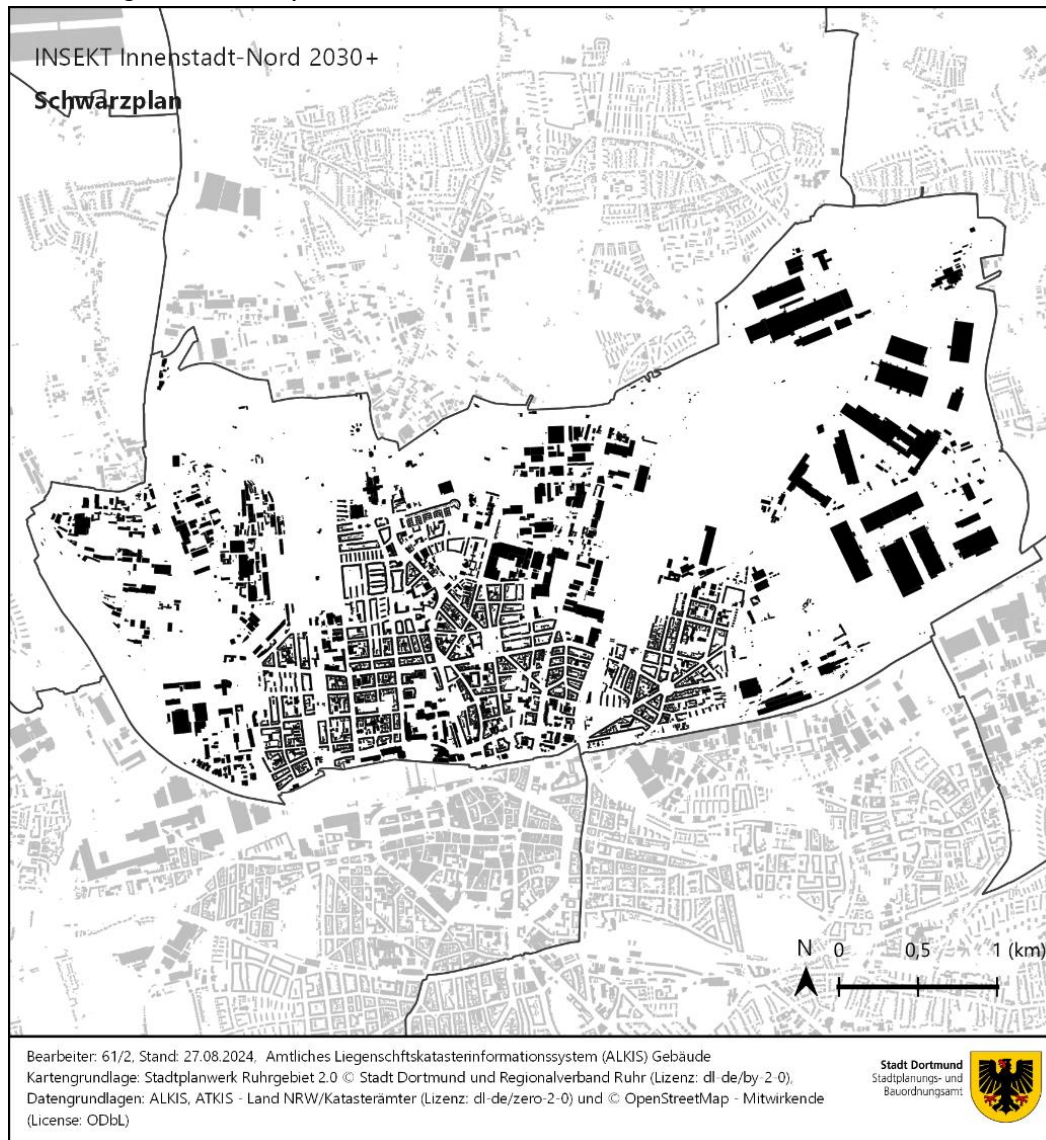 INSEKT Innenstadt-Nord 2030+
Schwarzplan
N 0 0,5 1 (km)
Bearbeiter: 61/2, Stand: 27.08.2024, Amtliches Liegenschftskatasterinformationssystem (ALKIS) Gebäude
Kartengrundlage: Stadtplanwerk Ruhrgebiet 2.0 © Stadt Dortmund und Regionalverband Ruhr (Lizenz: dl-de/by-2-0),
Datengrundlagen: ALKIS, ATKIS - Land NRW/Katasterämter (Lizenz: dl-de/zero-2-0) und © OpenStreetMap - Mitwirkende
(License: ODbL)
Stadt Dortmund
Stadtplanungs- und
Bauordnungsamt